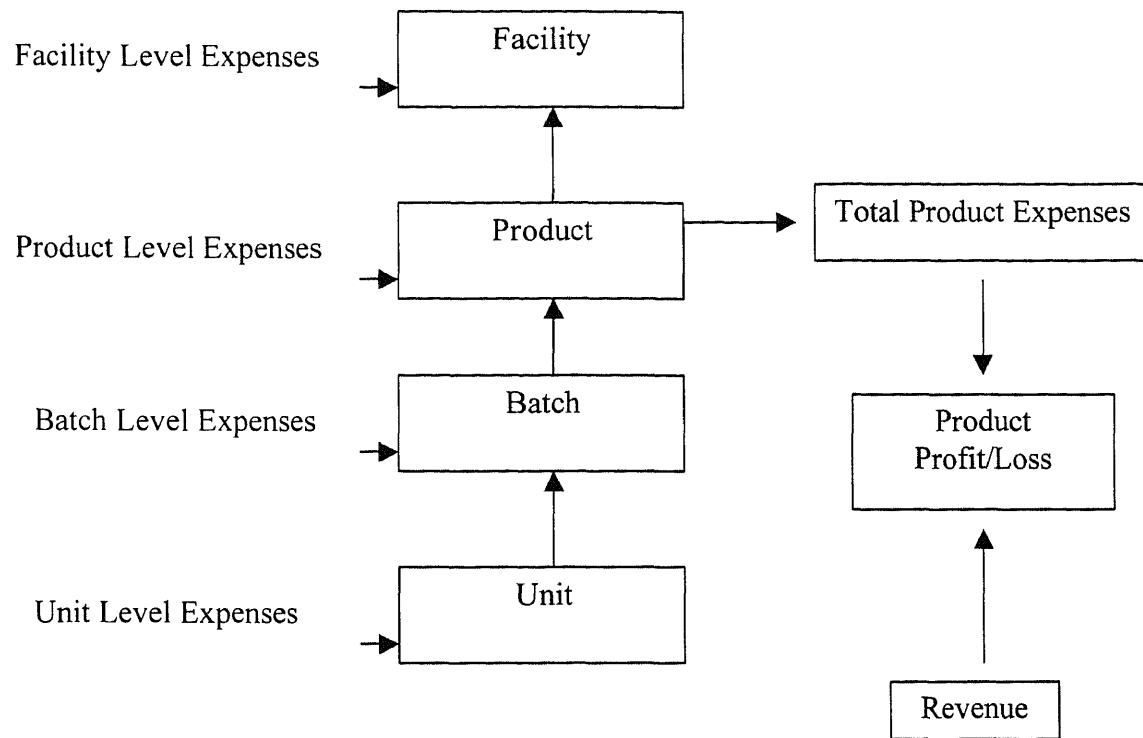 Facility Level Expenses
Facility
Product Level Expenses
Product
Total Product Expenses
Batch Level Expenses
Batch
Product
Profit/Loss
Unit Level Expenses
Unit
Revenue